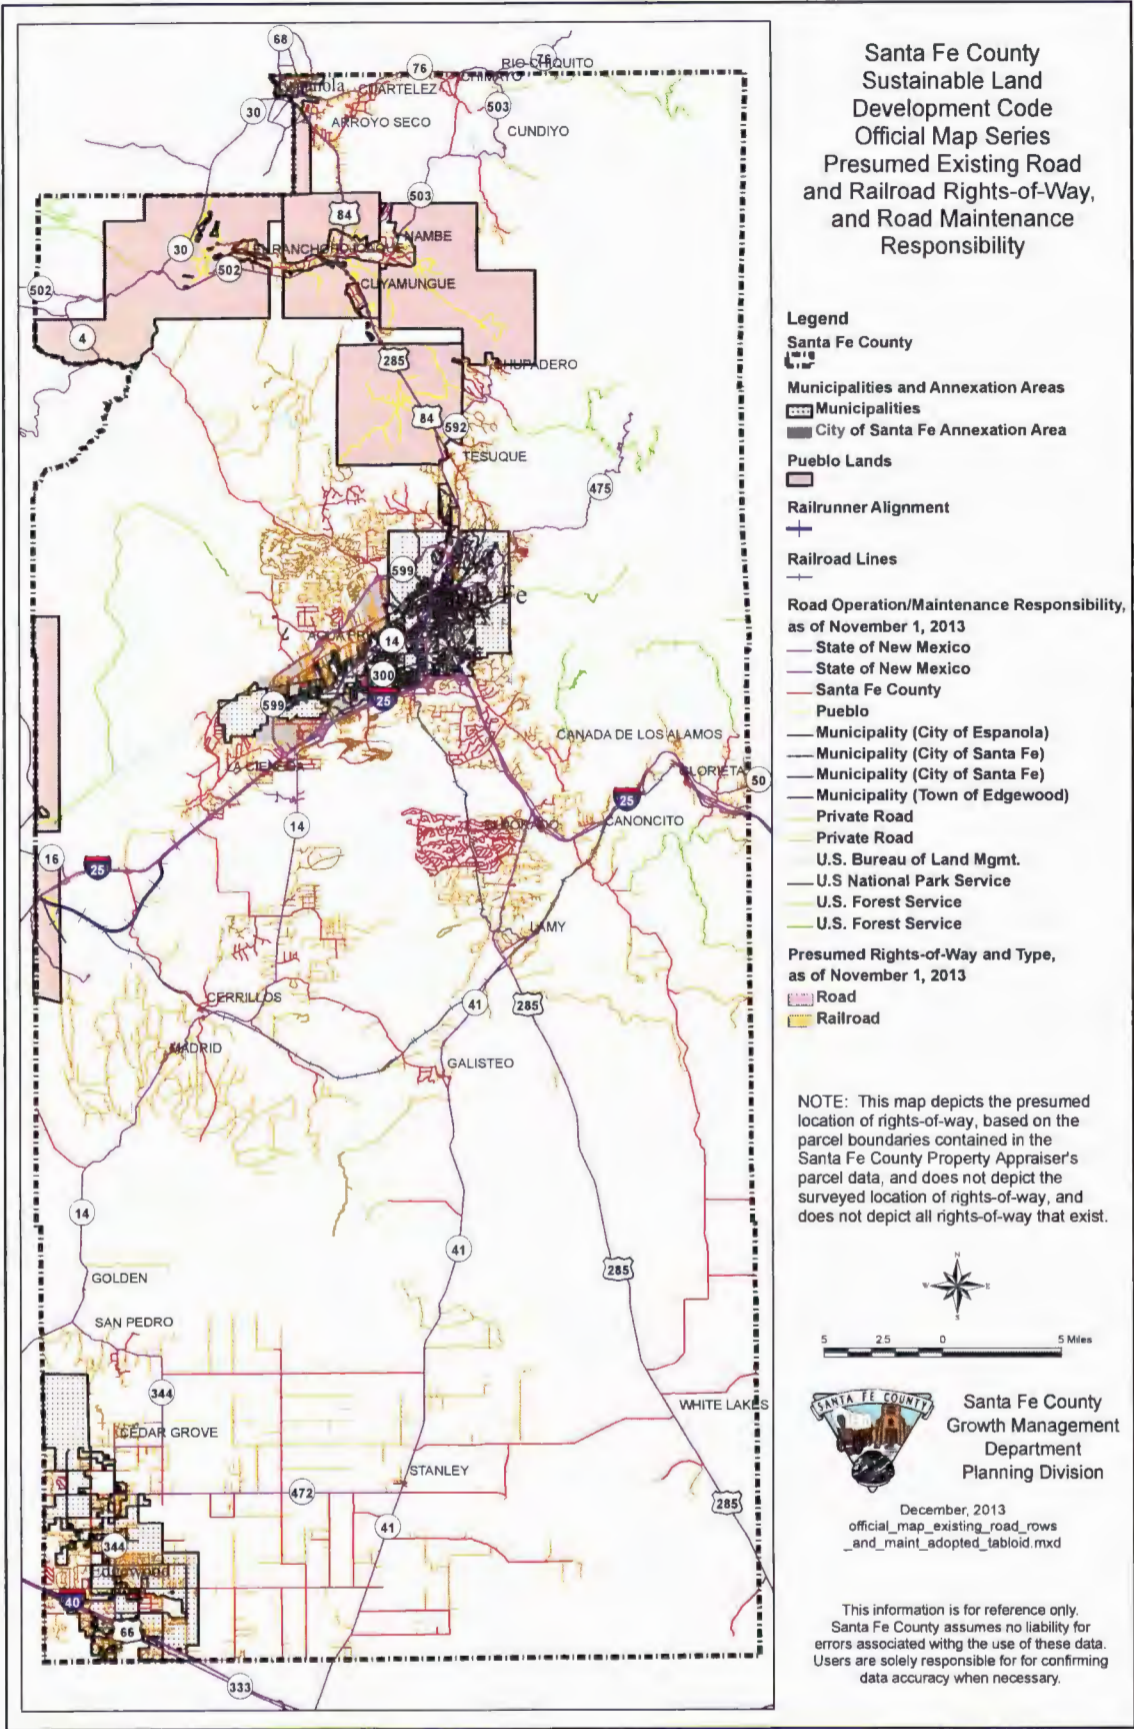 Santa Fe County
Sustainable Land
Development Code
Official Map Series
Presumed Existing Road
and Railroad Rights-of-Way,
and Road Maintenance
Responsibility
Legend
Santa Fe County
Municipalities and Annexation Areas
Municipalities
City of Santa Fe Annexation Area
Pueblo Lands
Railrunner Alignment
Railroad Lines
Road Operation/Maintenance Responsibility,
as of November 1, 2013
State of New Mexico
State of New Mexico
Santa Fe County
Pueblo
Municipality (City of Espanola)
Municipality (City of Santa Fe)
Municipality (City of Santa Fe)
Municipality (Town of Edgewood)
Private Road
Private Road
U.S. Bureau of Land Mgmt.
U.S National Park Service
U.S. Forest Service
U.S. Forest Service
Presumed Rights-of-Way and Type,
as of November 1, 2013
Road
Railroad
NOTE: This map depicts the presumed
location of rights-of-way, based on the
parcel boundaries contained in the
Santa Fe County Property Appraiser's
parcel data, and does not depict the
surveyed location of rights-of-way, and
does not depict all rights-of-way that exist.
N
W E
S
5 2.5 0 5 Miles
SANTA FE COUNTY
Santa Fe County
Growth Management
Department
Planning Division
December, 2013
official_map_existing_road_rows
_and_maint_adopted_tabloid.mxd
This information is for reference only.
Santa Fe County assumes no liability for
errors associated withg the use of these data.
Users are solely responsible for for confirming
data accuracy when necessary.
68
76
RIO CHIQUITO
76
CHIMAYO
CUARTELEZ
503
30
ARROYO SECO
CUNDIYO
503
84
NAMBE
30
502
502
CUYAMUNGUE
4
285
CHUPADERO
84
592
TESUQUE
475
599
Fe
AGUA FRIA
14
300
599
25
CANADA DE LOS ALAMOS
LA CIENEGA
GLORIETA
50
25
14
ELDORADO
CANONCITO
16
25
LAMY
CERRILLOS
41
285
MADRID
GALISTEO
14
41
285
GOLDEN
SAN PEDRO
344
WHITE LAKES
CEDAR GROVE
STANLEY
472
285
41
344
Edgewood
40
66
333